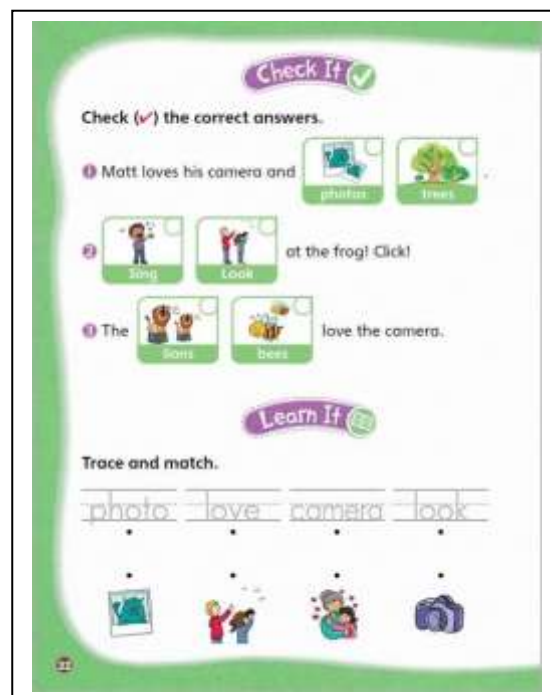 Check It
Check (✓) the correct answers.
1 Matt loves his camera and photos trees .
2 Sing Look at the frog! Click!
3 The lions bees love the camera.
Learn It
Trace and match.
photo love camera look